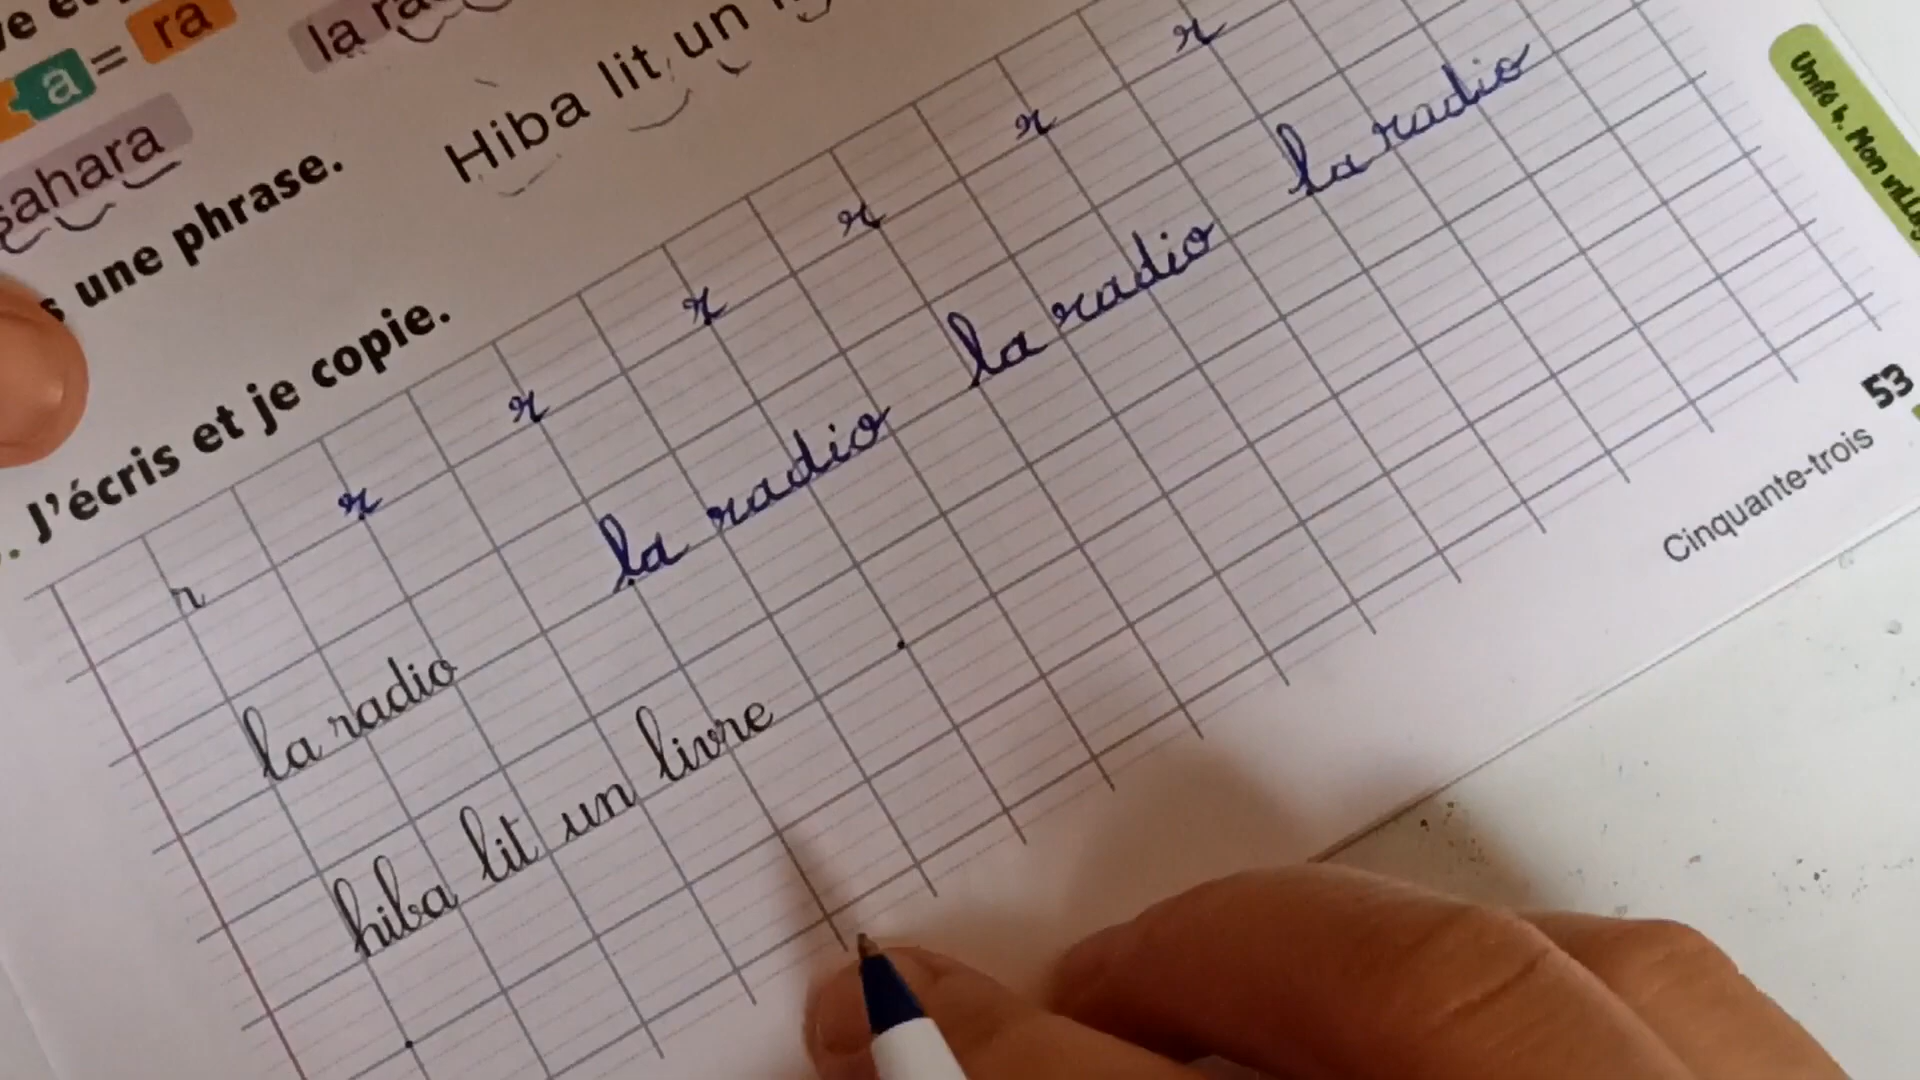 a = ra
la
sahara
une phrase.
Hiba lit un
J'écris et je copie.
r r r r r r r
la radio la radio la radio la radio
hiba lit un livre
Unité 4. Mon
53
Cinquante-trois